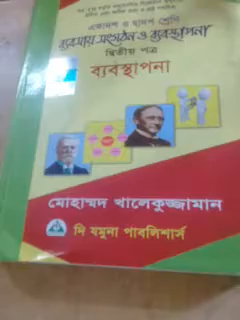 একাদশ ও দ্বাদশ শ্রেণি
ব্যবসায় সংগঠন ও ব্যবস্থাপনা
দ্বিতীয় পত্র
ব্যবস্থাপনা
মোহাম্মদ খালেকুজ্জামান
দি যমুনা পাবলিশার্স